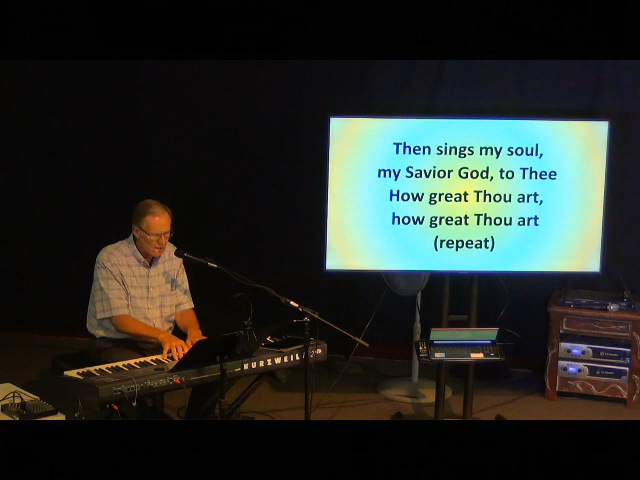 Then sings my soul,
my Savior God, to Thee
How great Thou art,
how great Thou art
(repeat)
KURZWEIL